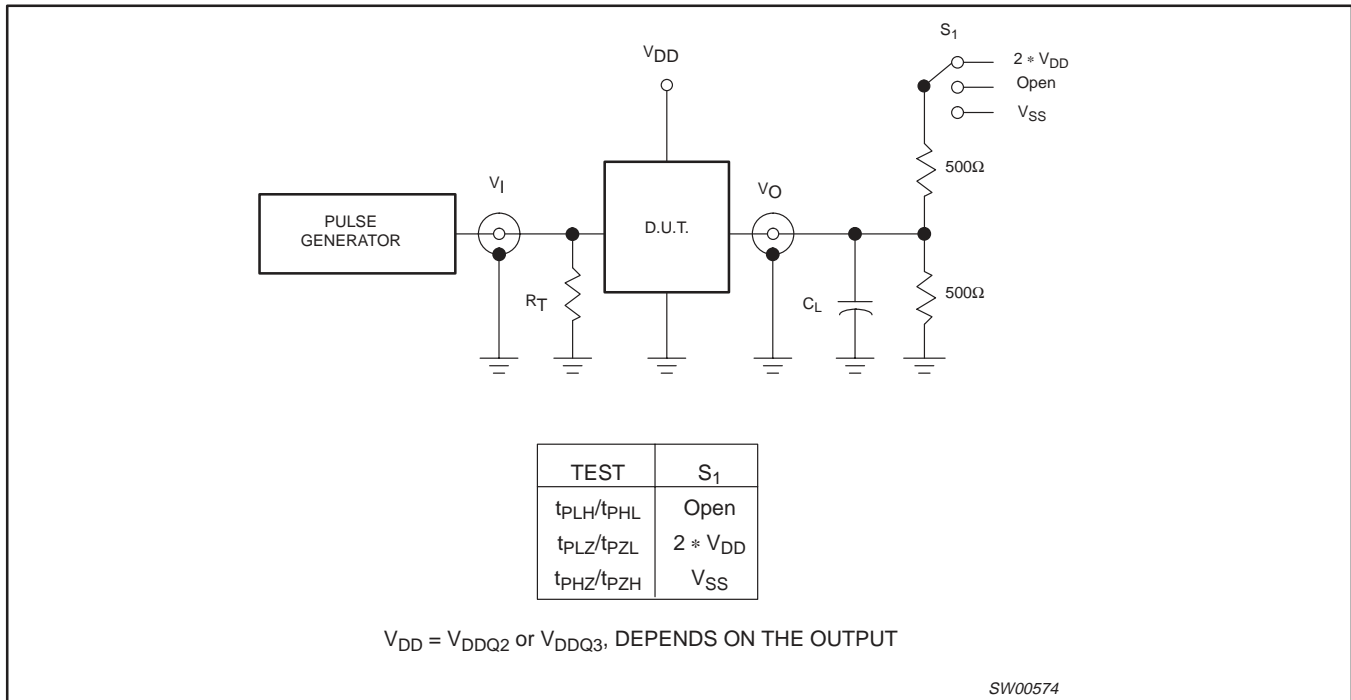 S1
VDD
2 * VDD
Open
VSS
500Ω
VI
VO
PULSE
GENERATOR
D.U.T.
RT
CL
500Ω
TEST S1
tPLH/tPHL Open
tPLZ/tPZL 2 * VDD
tPHZ/tPZH VSS
VDD = VDDQ2 or VDDQ3, DEPENDS ON THE OUTPUT
SW00574